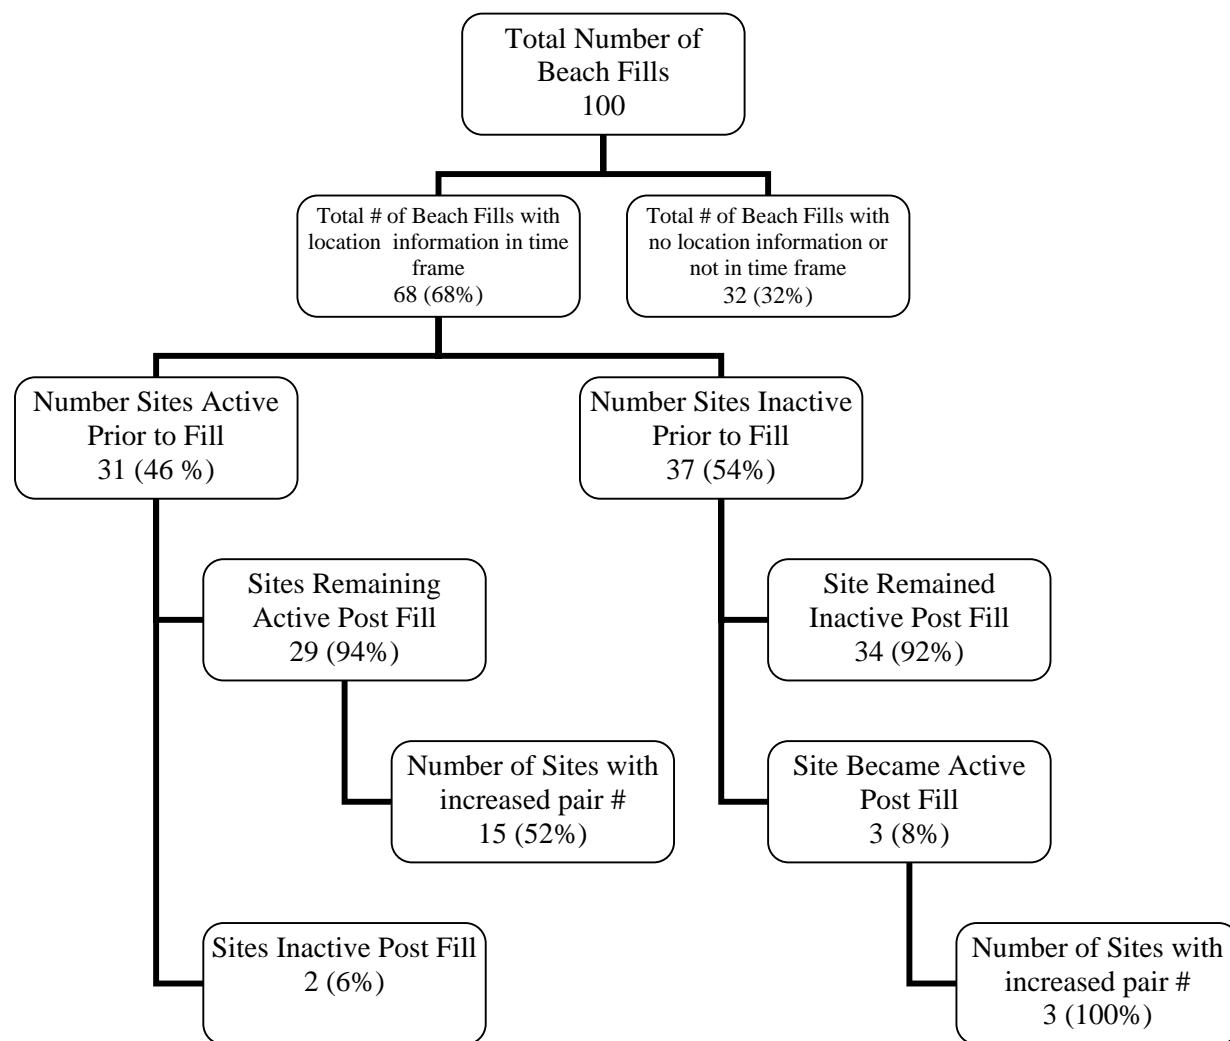 Total Number of
Beach Fills
100
Total # of Beach Fills with
location information in time
frame
68 (68%)
Total # of Beach Fills with
no location information or
not in time frame
32 (32%)
Number Sites Active
Prior to Fill
31 (46 %)
Number Sites Inactive
Prior to Fill
37 (54%)
Sites Remaining
Active Post Fill
29 (94%)
Site Remained
Inactive Post Fill
34 (92%)
Number of Sites with
increased pair #
15 (52%)
Site Became Active
Post Fill
3 (8%)
Sites Inactive Post Fill
2 (6%)
Number of Sites with
increased pair #
3 (100%)